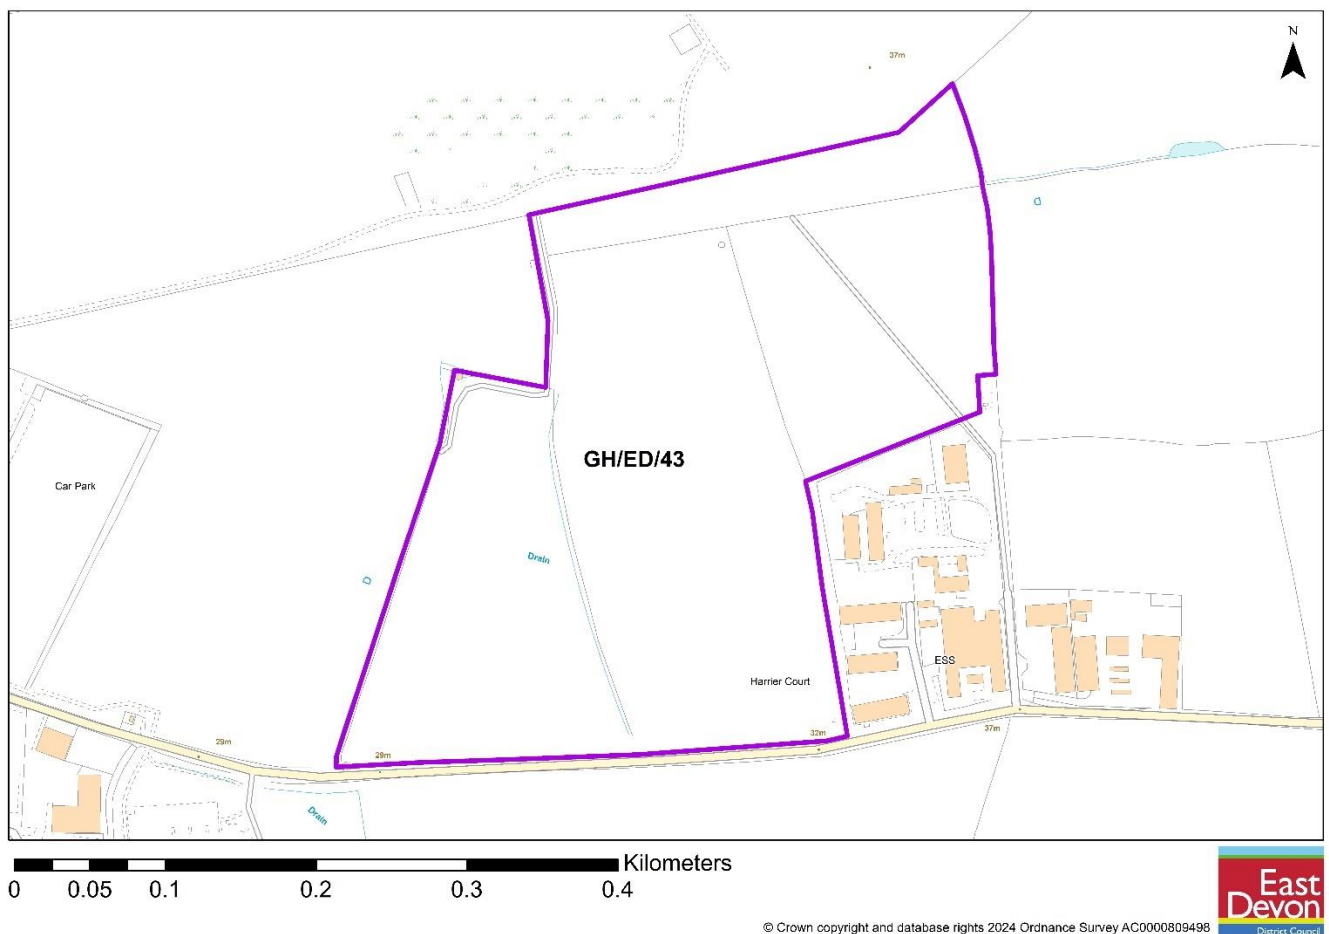 N
37m
GH/ED/43
Car Park
Drain
ESS
Harrier Court
32m
37m
29m
28m
Drain
Kilometers
0 0.05 0.1 0.2 0.3 0.4
East
Devon
District Council
© Crown copyright and database rights 2024 Ordnance Survey AC0000809498